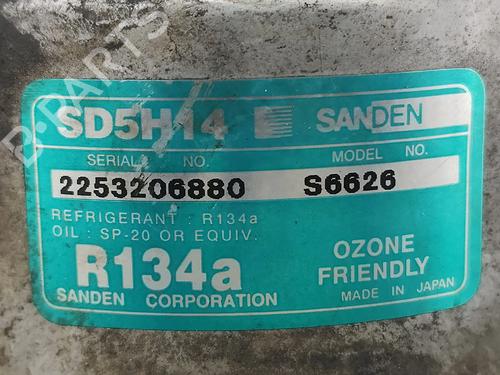 SD5H14 SANDEN
SERIAL NO. MODEL NO.
2253206880 S6626
REFRIGERANT : R134a
OIL : SP-20 OR EQUIV.
R134a
OZONE
FRIENDLY
SANDEN CORPORATION
MADE IN JAPAN
B-PARTS